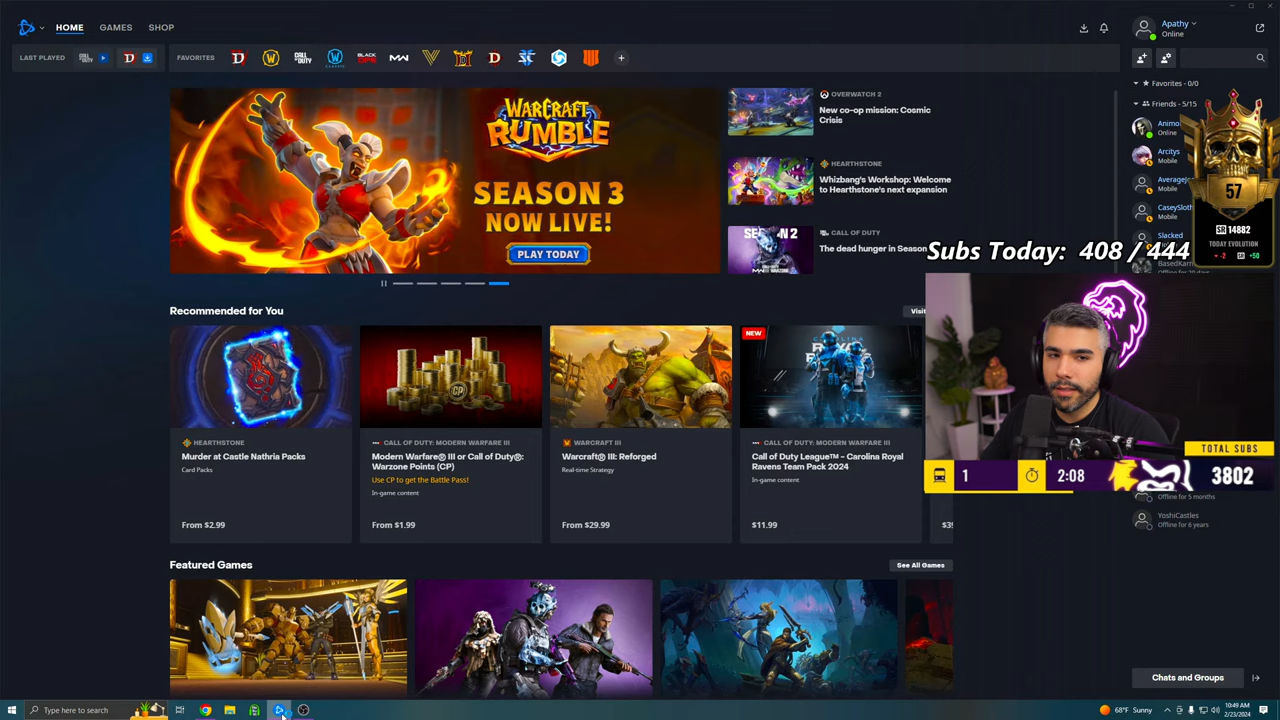 HOME GAMES SHOP
Apathy
Online
LAST PLAYED
FAVORITES
WARCRAFT
RUMBLE
SEASON 3
NOW LIVE!
PLAY TODAY
OVERWATCH 2
New co-op mission: Cosmic
Crisis
HEARTHSTONE
Whizbang's Workshop: Welcome
to Hearthstone's next expansion
CALL OF DUTY
The dead hunger in Season
Favorites - 0/0
Friends - 5/15
Online
Arcitys
Mobile
Mobile
CaseySloth
Mobile
Slacked
57
SR 14882
TODAY EVOLUTION
-2 SR +50
Subs Today: 408 / 444
Recommended for You
HEARTHSTONE
Murder at Castle Nathria Packs
Card Packs
From $2.99
CALL OF DUTY: MODERN WARFARE III
Modern Warfare® III or Call of Duty®:
Warzone Points (CP)
Use CP to get the Battle Pass!
In-game content
From $1.99
WARCRAFT III
Warcraft® III: Reforged
Real-time Strategy
From $29.99
NEW
CALL OF DUTY: MODERN WARFARE III
Call of Duty League™ - Carolina Royal
Ravens Team Pack 2024
In-game content
$11.99
TOTAL SUBS
1 2:08 3802
Offline for 5 months
YoshiCastles
Offline for 6 years
Featured Games
See All Games
Chats and Groups
Type here to search
68°F Sunny
10:49 AM
2/23/2024